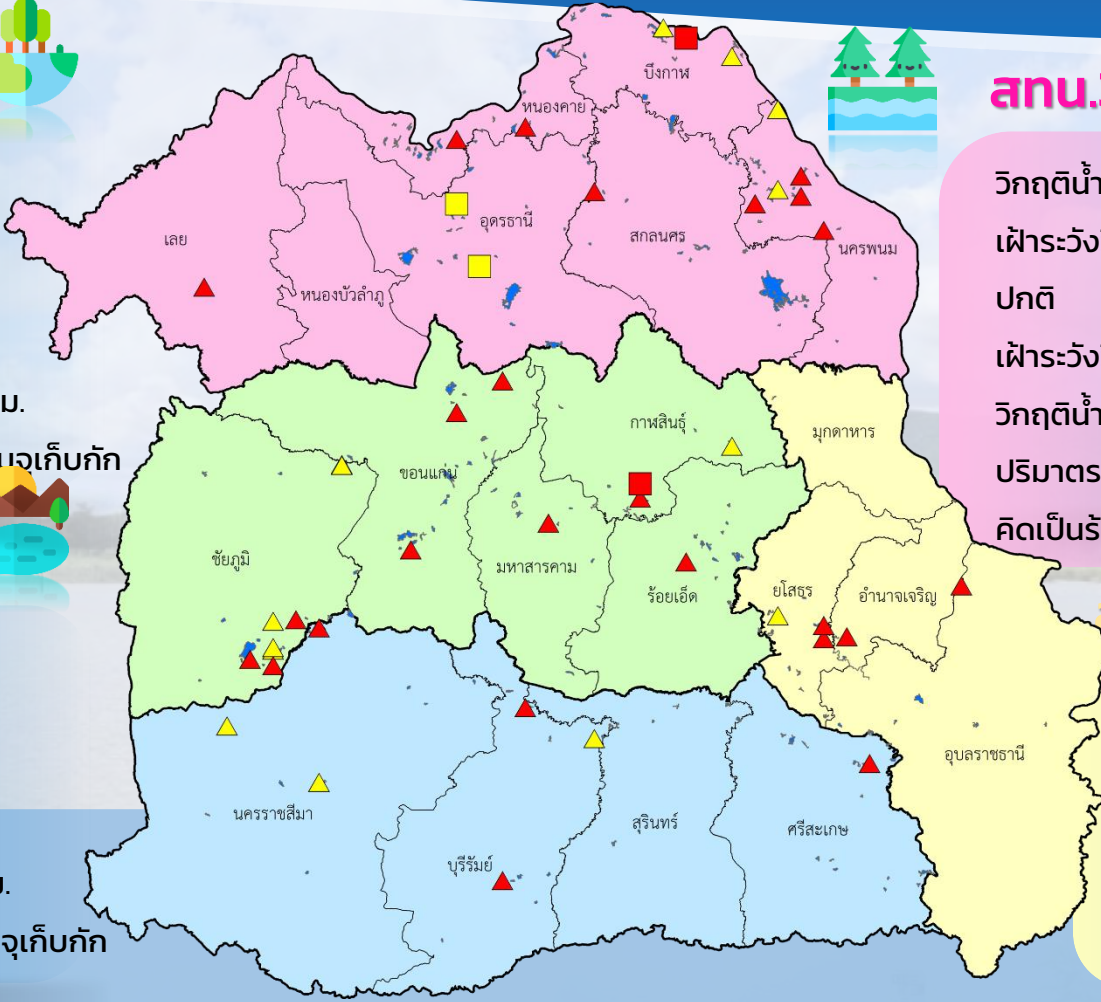 สทน.
วิกฤติน้ำ
เฝ้าระวัง
ปกติ
เฝ้าระวัง
วิกฤติน้ำ
ปริมาตร
คิดเป็น
ม.
จุเก็บกัก
ม.
จุเก็บกัก
บึงกาฬ
หนองคาย
เลย
อุดรธานี
สกลนคร
นครพนม
หนองบัวลำภู
กาฬสินธุ์
มุกดาหาร
ขอนแก่น
ชัยภูมิ
มหาสารคาม
ร้อยเอ็ด
ยโสธร
อำนาจเจริญ
อุบลราชธานี
นครราชสีมา
บุรีรัมย์
สุรินทร์
ศรีสะเกษ